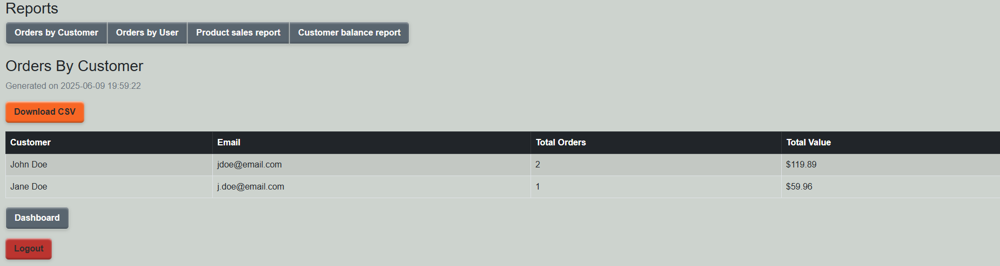 Reports
Orders by Customer Orders by User Product sales report Customer balance report
Orders By Customer
Generated on 2025-06-09 19:59:22
Download CSV
Customer Email Total Orders Total Value
John Doe jdoe@email.com 2 $119.89
Jane Doe j.doe@email.com 1 $59.96
Dashboard
Logout